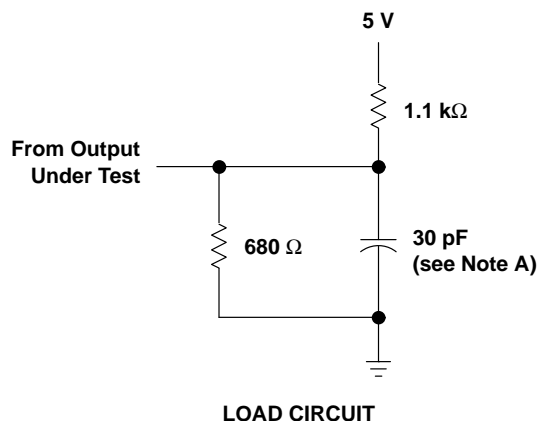 5 V
1.1 kΩ
From Output
Under Test
680 Ω
30 pF
(see Note A)
LOAD CIRCUIT